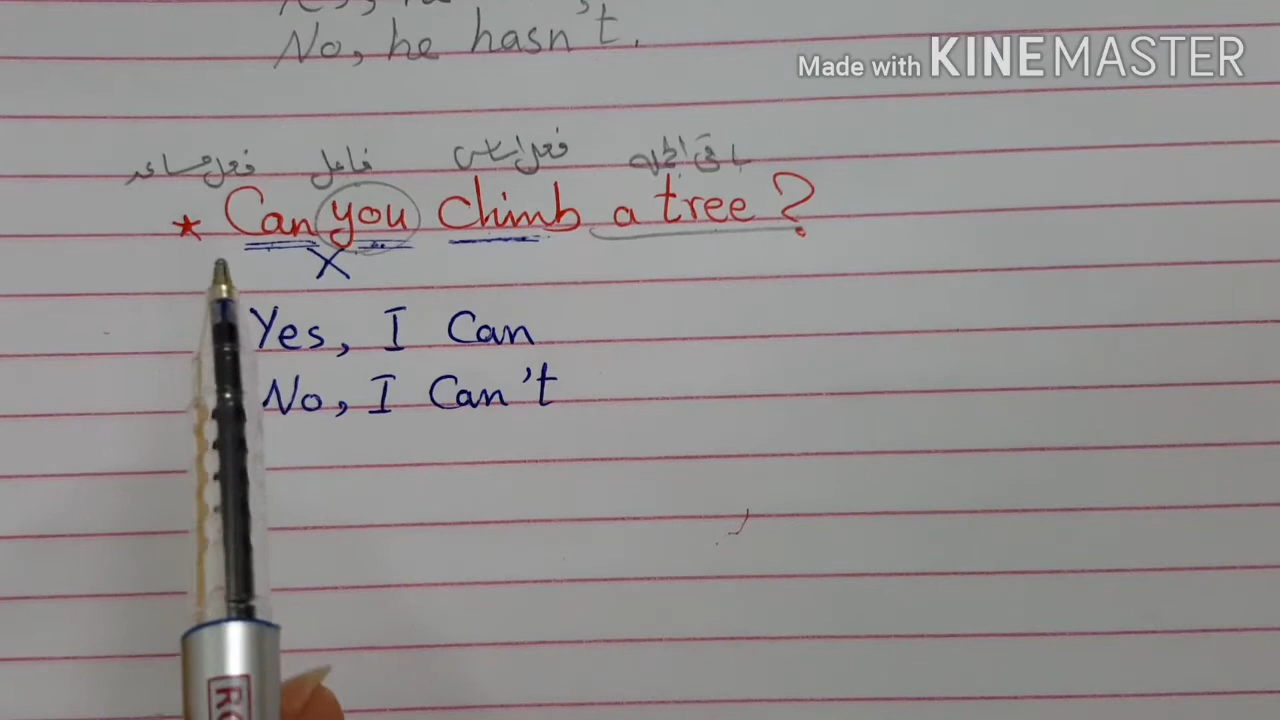 No, he hasn't.
Made with KINEMASTER
فعل مساعد فاعل فعل اساسي باقي الجملة
* Can you climb a tree?
X
Yes, I Can
No, I Can't
RO